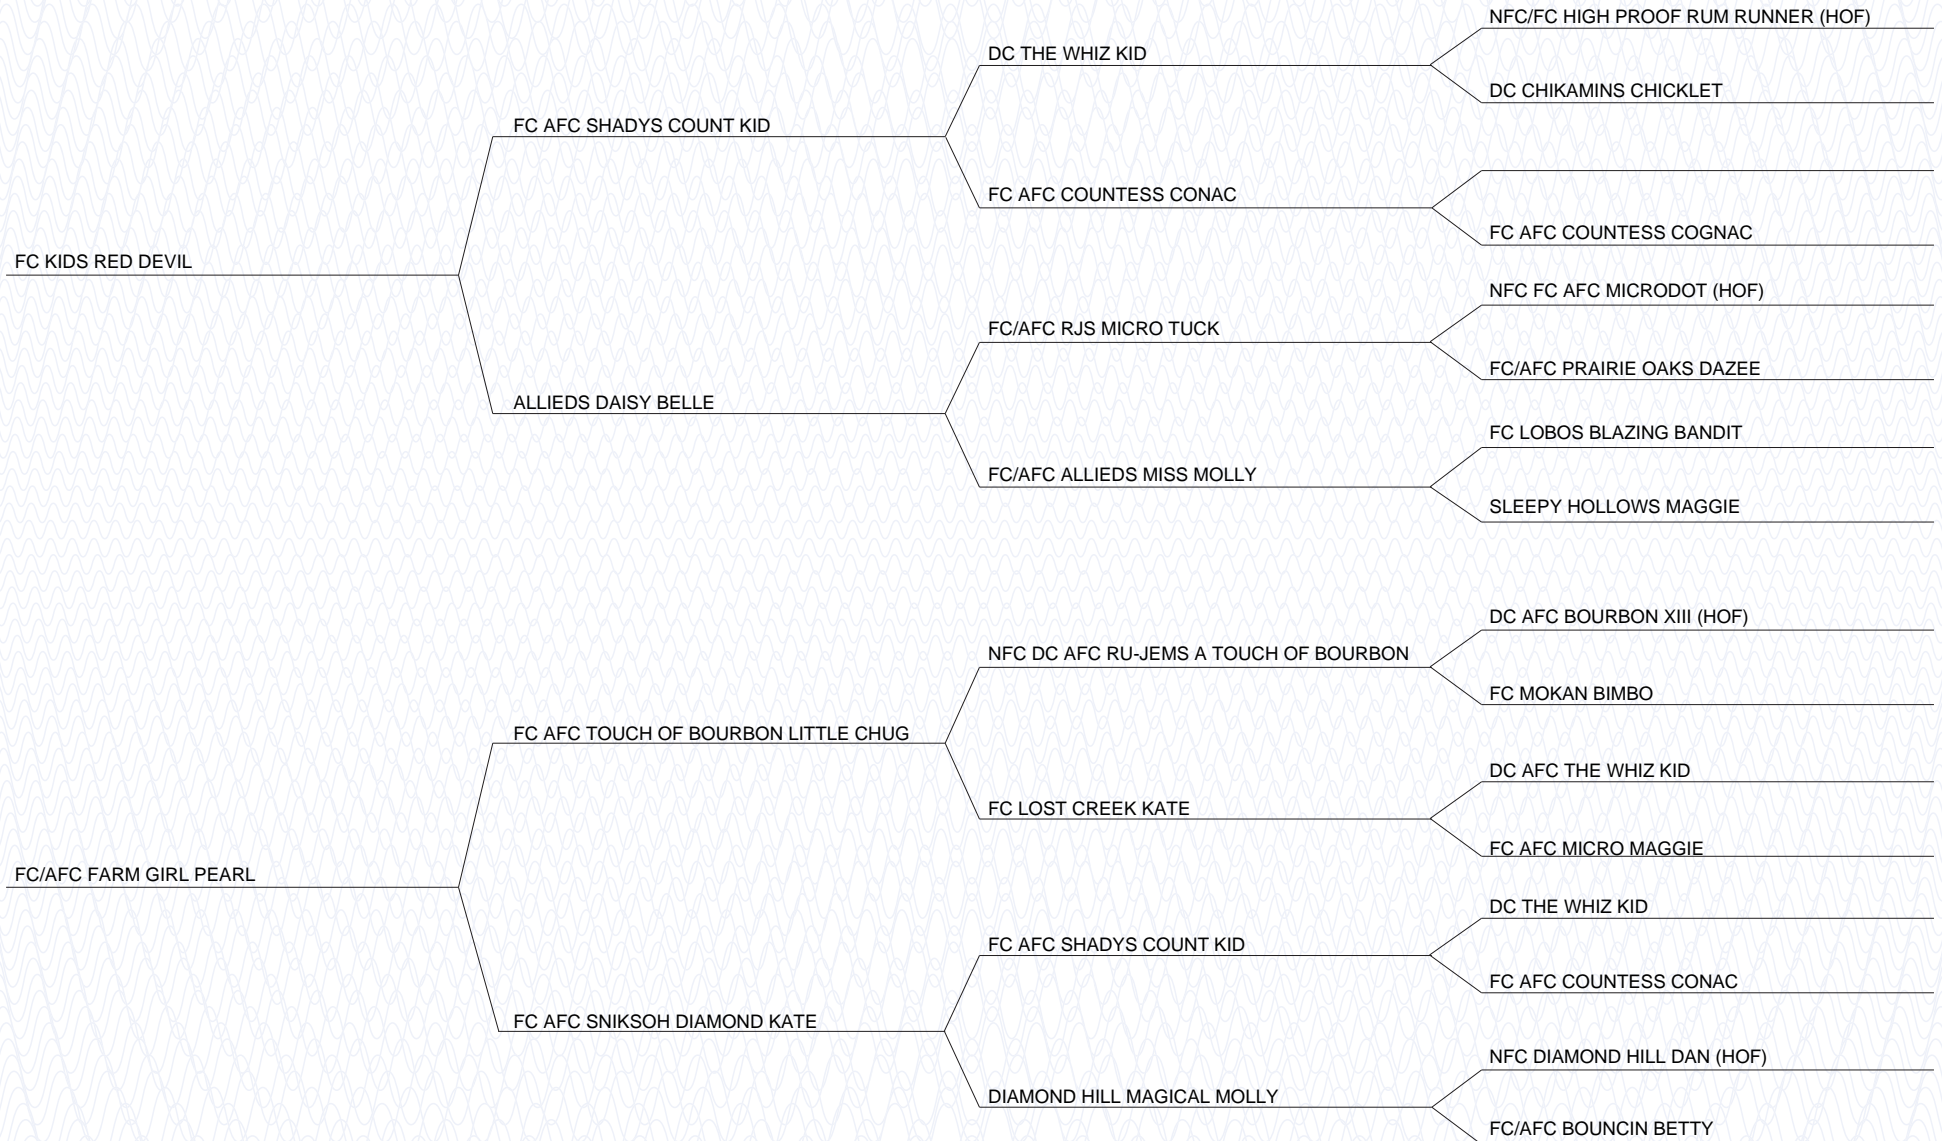 NFC/FC HIGH PROOF RUM RUNNER (HOF)
DC THE WHIZ KID
DC CHIKAMINS CHICKLET
FC AFC SHADYS COUNT KID
FC AFC COUNTESS CONAC
FC AFC COUNTESS COGNAC
FC KIDS RED DEVIL
NFC FC AFC MICRODOT (HOF)
FC/AFC RJS MICRO TUCK
FC/AFC PRAIRIE OAKS DAZEE
ALLIEDS DAISY BELLE
FC LOBOS BLAZING BANDIT
FC/AFC ALLIEDS MISS MOLLY
SLEEPY HOLLOWS MAGGIE
DC AFC BOURBON XIII (HOF)
NFC DC AFC RU-JEMS A TOUCH OF BOURBON
FC MOKAN BIMBO
FC AFC TOUCH OF BOURBON LITTLE CHUG
DC AFC THE WHIZ KID
FC LOST CREEK KATE
FC AFC MICRO MAGGIE
FC/AFC FARM GIRL PEARL
DC THE WHIZ KID
FC AFC SHADYS COUNT KID
FC AFC COUNTESS CONAC
FC AFC SNIKSOH DIAMOND KATE
NFC DIAMOND HILL DAN (HOF)
DIAMOND HILL MAGICAL MOLLY
FC/AFC BOUNCIN BETTY